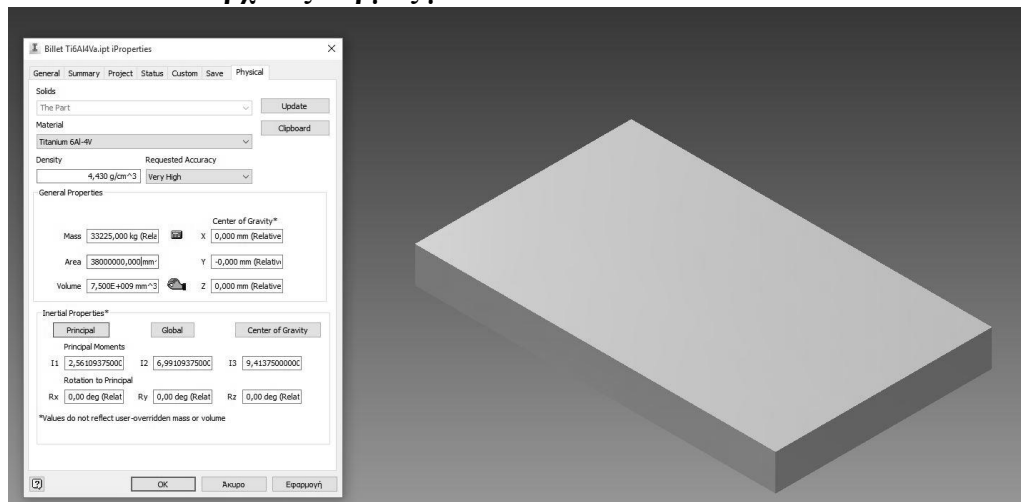 Billet Ti6Al4Va.ipt iProperties
General Summary Project Status Custom Save Physical
Solids
The Part
Update
Material
Clipboard
Titanium 6Al-4V
Density Requested Accuracy
4,430 g/cm^3 Very High
General Properties
Center of Gravity*
Mass 33225,000 kg (Rela X 0,000 mm (Relative
Area 38000000,000 mm^ Y -0,000 mm (Relativ
Volume 7,500E+009 mm^3 Z 0,000 mm (Relative
Inertial Properties*
Principal Global Center of Gravity
Principal Moments
I1 2,5610937500C I2 6,9910937500C I3 9,4137500000C
Rotation to Principal
Rx 0,00 deg (Relat Ry 0,00 deg (Relat Rz 0,00 deg (Relat
*Values do not reflect user-overridden mass or volume
OK Άκυρο Εφαρμογή